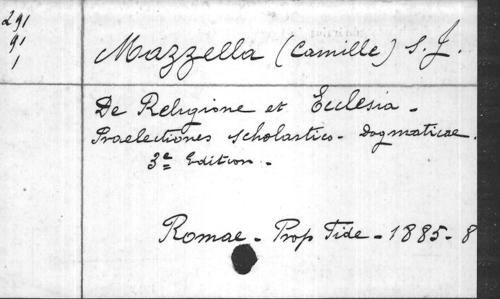 291
91
1
Mazzella (Camille) S. J.
De Religione et Ecclesia -
Praelectiones scholastico - Dogmaticae.
3e Edition -
Romae - Prop Fide - 1885 - 8